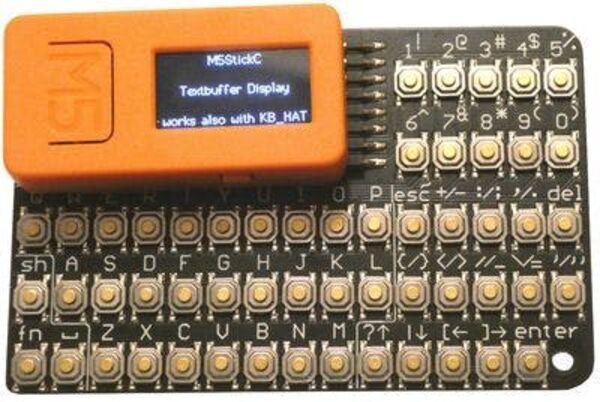 M5
M5StickC
Textbuffer Display
works also with KB_HAT
1! 2@ 3# 4$ 5%
6^ 7& 8* 9( 0)
Q W E R T Y U I O P esc +/- :/; del
sh A S D F G H J K L (/) </> //_ \/=
fn Z X C V B N M ?↑ |↓ [← ]→ enter